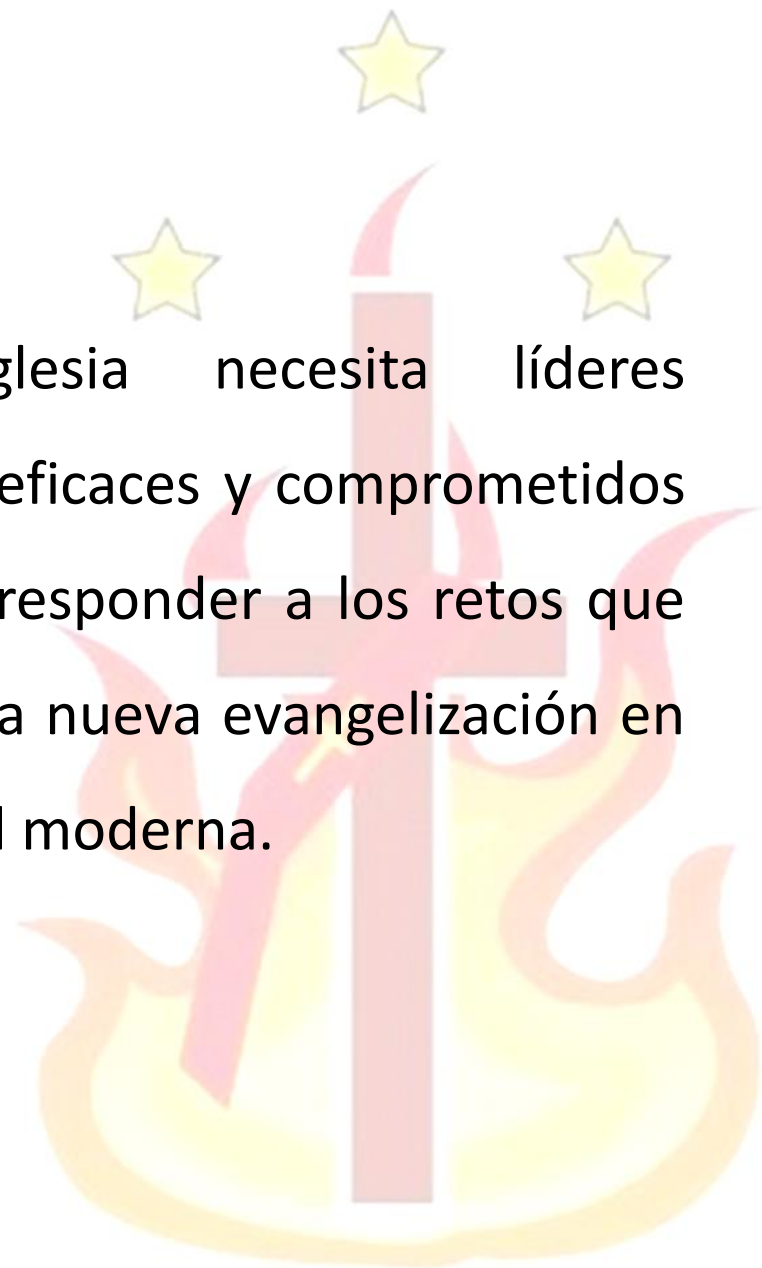 glesia necesita líderes
eficaces y comprometidos
responder a los retos que
a nueva evangelización en
moderna.